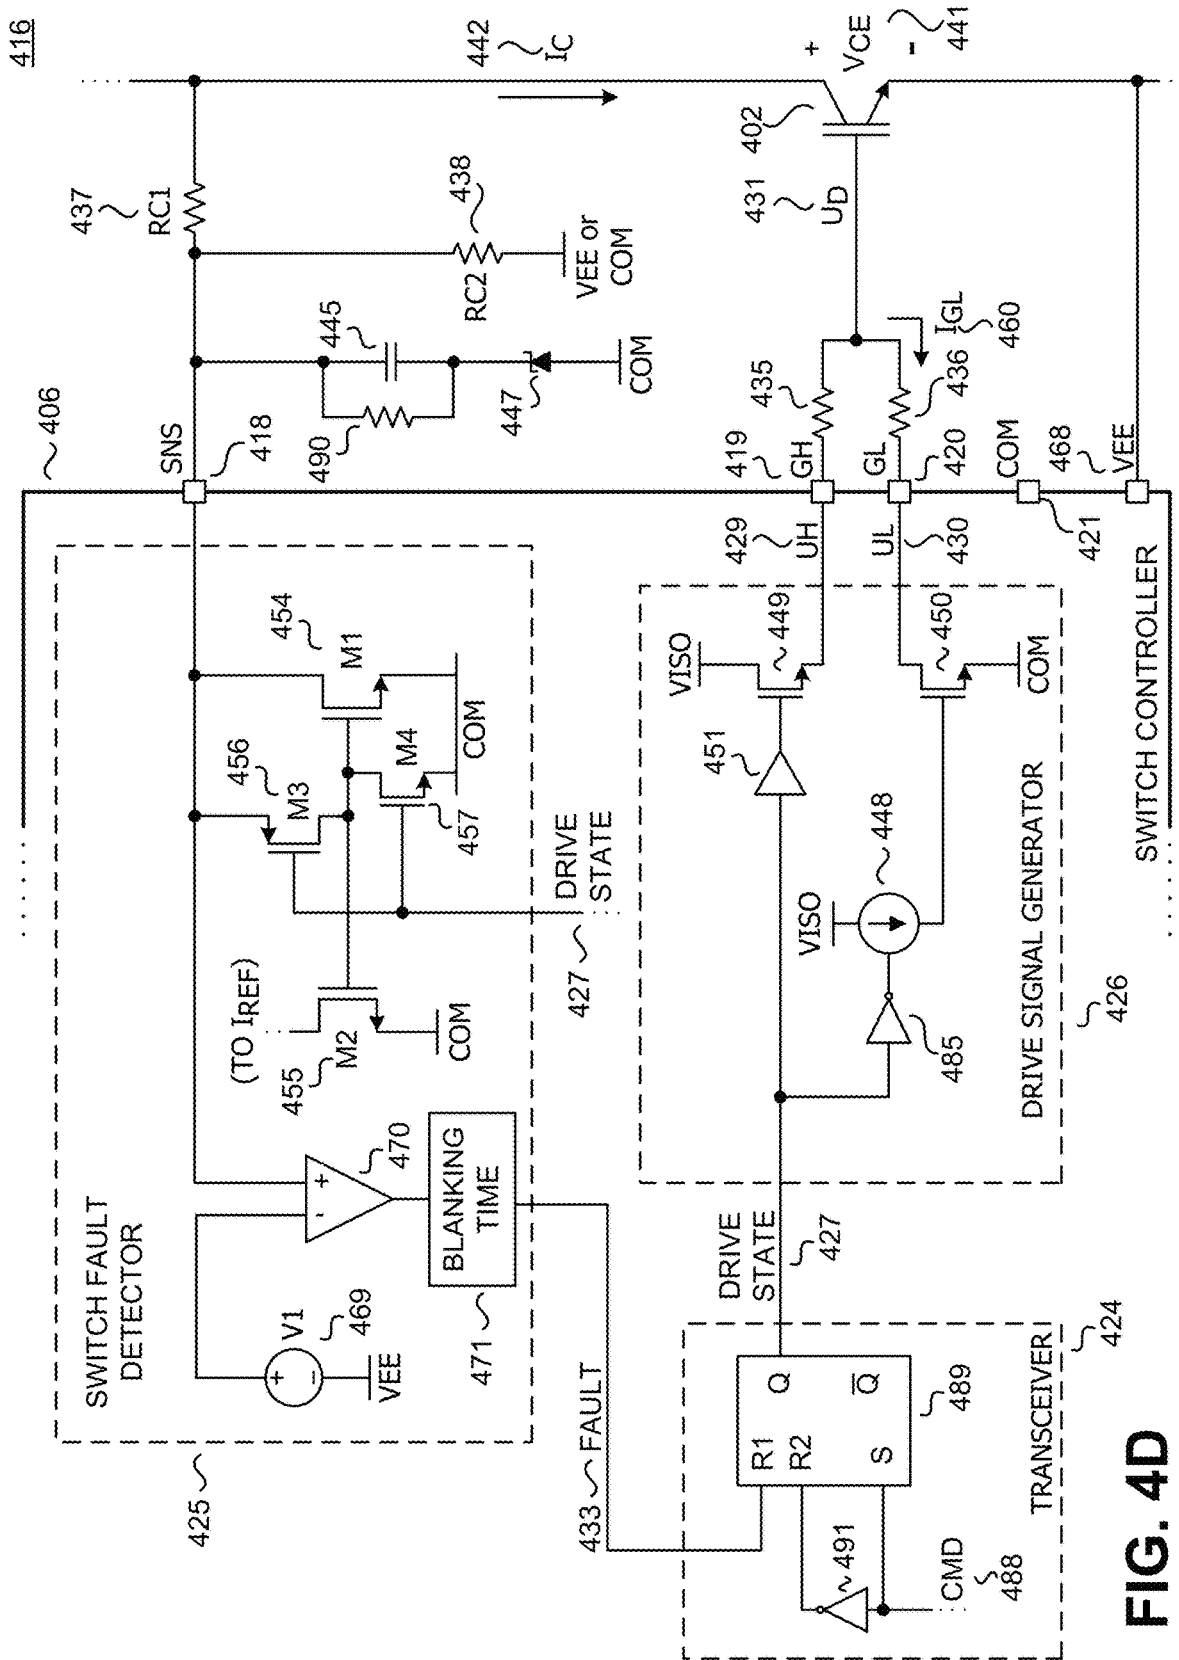 416
406
437
RC1
442
IC
438
RC2
VEE or
COM
445
490
447
COM
SNS
418
402
+
VCE
-
441
431
UD
435
436
IGL
460
419
GH
GL
420
COM
421
468
VEE
429
UH
UL
430
SWITCH CONTROLLER
454
M1
456
M3
M4
457
COM
(TO IREF)
455
M2
COM
DRIVE
STATE
427
470
+
-
BLANKING
TIME
471
V1
469
+
-
VEE
SWITCH FAULT
DETECTOR
425
VISO
449
450
COM
451
VISO
448
485
DRIVE SIGNAL GENERATOR
426
DRIVE
STATE
427
433
FAULT
R1
R2
S
Q
Q̅
489
491
CMD
488
TRANSCEIVER
424
FIG. 4D